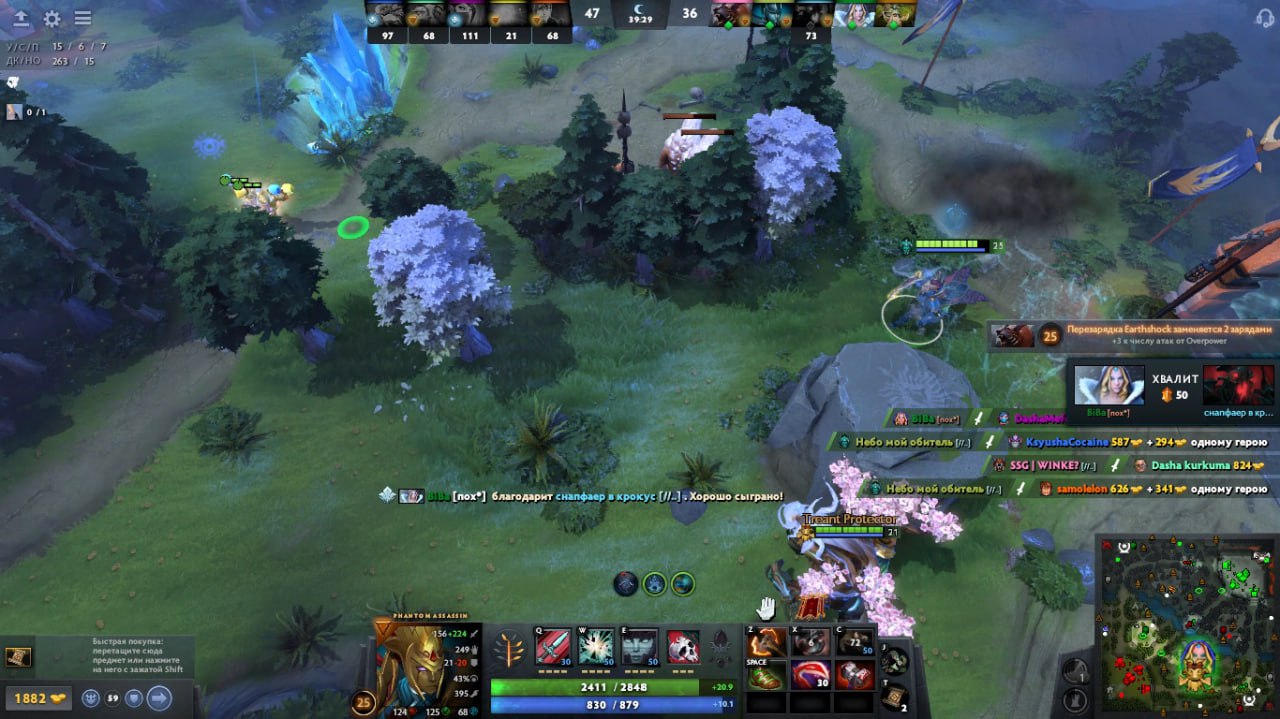 47
39:29
36
97
68
111
21
68
73
У/С/П 15 / 6 / 7
ДК/НО 263 / 15
0 / 1
25
25 Перезарядка Earthshock заменяется 2 зарядами
+3 к числу атак от Overpower
ХВАЛИТ
50
BiBa [nox*]
снапфаер в кр...
BiBa [nox*]
Небо мой обитель [//..] KsyushaCocaine 587 + 294 одному герою
SSG | WINKE? [//..] Dasha kurkuma 824
Небо мой обитель [//..] samolelon 626 + 341 одному герою
BiBa [nox*] благодарит снапфаер в крокус [//..] . Хорошо сыграно!
Treant Protector
21
PHANTOM ASSASSIN
156+224
249
21-20
43%
395
124
125
68
25
Q
30
W
50
E
50
Z
X
C
50
SPACE
30
J
T
2
2411 / 2848
+20.9
830 / 879
+10.1
Быстрая покупка:
перетащите сюда
предмет или нажмите
на него с зажатой Shift
1882
59
1